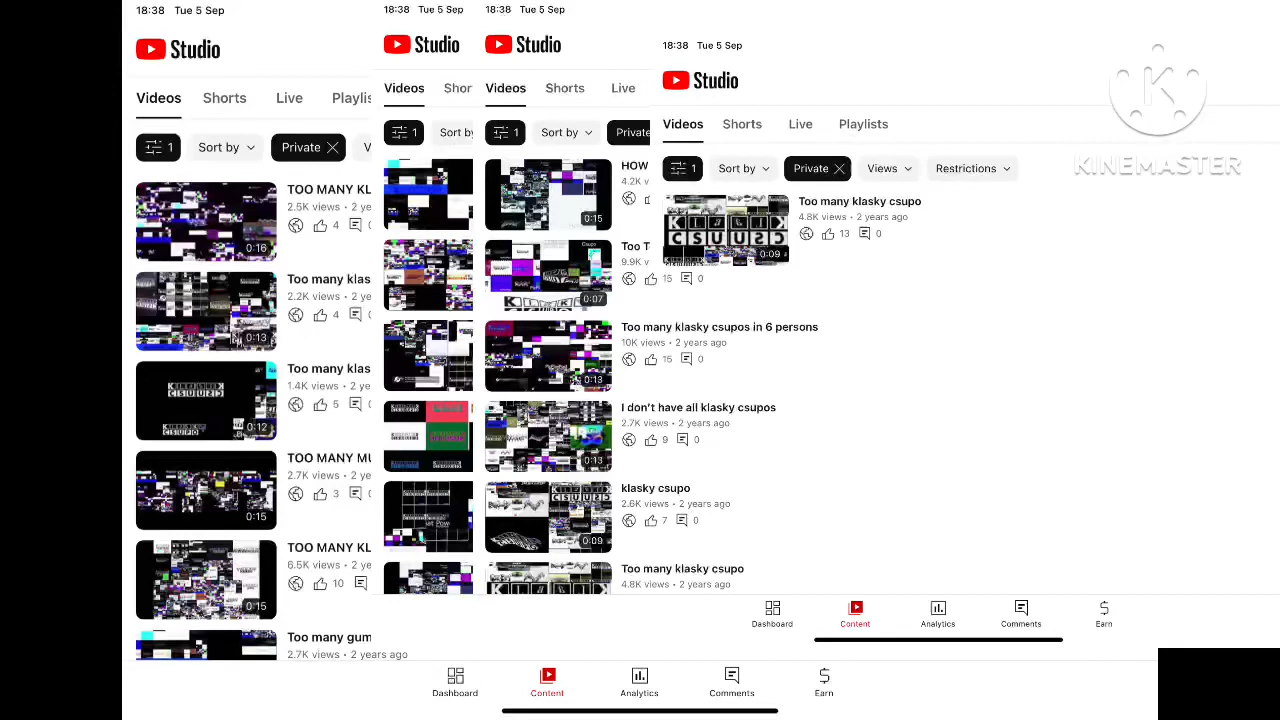 18:38 Tue 5 Sep
Studio
Videos Shorts Live Playlis
1 Sort by Private V
TOO MANY KL
2.5K views • 2 ye
4
0:16
Too many klas
2.2K views • 2 ye
4
0:13
Too many klas
1.4K views • 2 ye
5
0:12
TOO MANY MU
2.7K views • 2 ye
3
0:15
TOO MANY KL
6.5K views • 2 ye
10
0:15
Too many gum
2.7K views • 2 years ago
Dashboard Content Analytics Comments Earn
18:38 Tue 5 Sep
Studio
Videos Shor
1 Sort by
18:38 Tue 5 Sep
Studio
Videos Shorts Live
1 Sort by Private
HOW
4.2K v
0:15
Too T
9.9K v
15 0
0:07
Too many klasky csupos in 6 persons
10K views • 2 years ago
15 0
0:13
I don't have all klasky csupos
2.7K views • 2 years ago
9 0
0:13
klasky csupo
2.6K views • 2 years ago
7 0
0:09
Too many klasky csupo
4.8K views • 2 years ago
18:38 Tue 5 Sep
Studio
Videos Shorts Live Playlists
1 Sort by Private Views Restrictions
Too many klasky csupo
4.8K views • 2 years ago
13 0
0:09
Dashboard Content Analytics Comments Earn
K
KINEMASTER